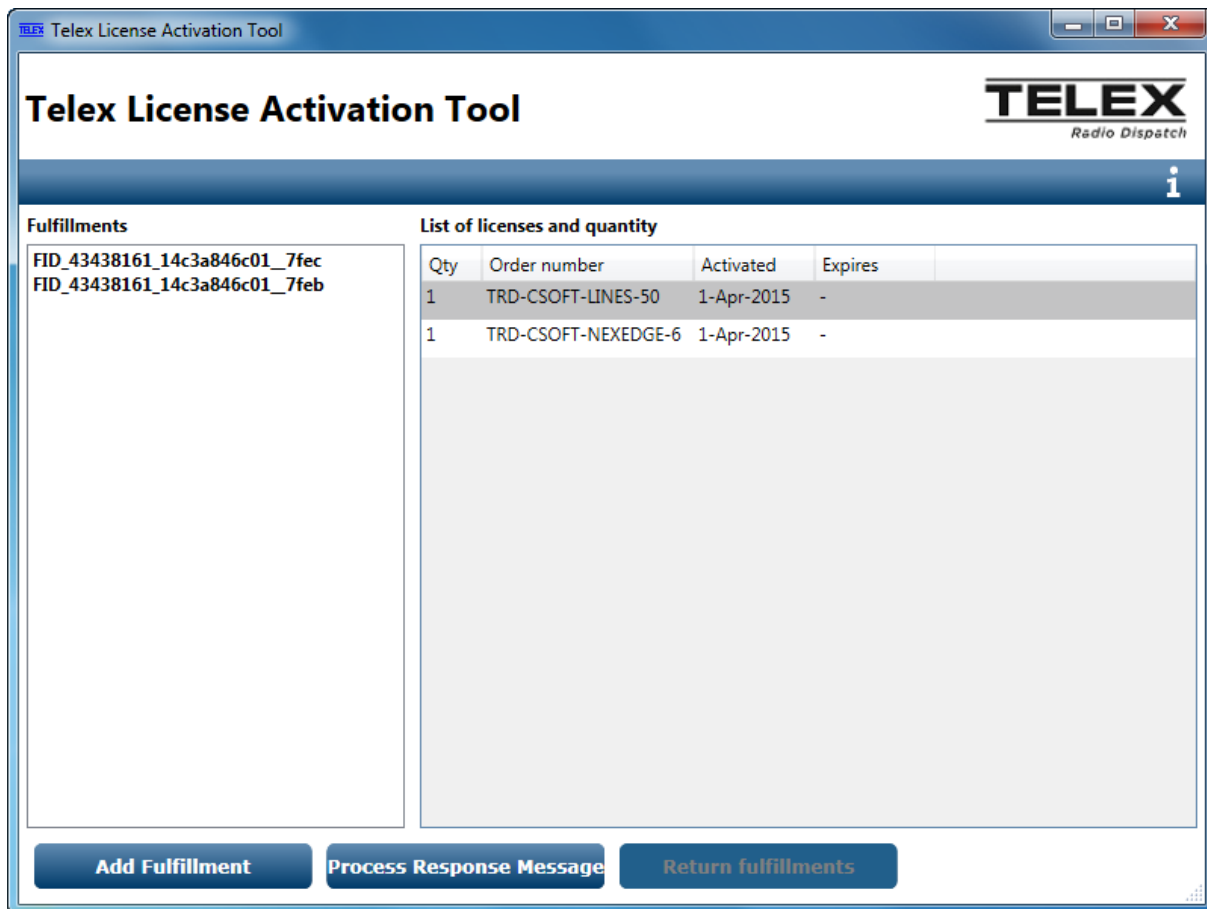 TELEX Telex License Activation Tool
Telex License Activation Tool
TELEX
Radio Dispatch
i
Fulfillments
FID_43438161_14c3a846c01__7fec
FID_43438161_14c3a846c01__7feb
List of licenses and quantity
Qty Order number Activated Expires
1 TRD-CSOFT-LINES-50 1-Apr-2015 -
1 TRD-CSOFT-NEXEDGE-6 1-Apr-2015 -
Add Fulfillment Process Response Message Return fulfillments